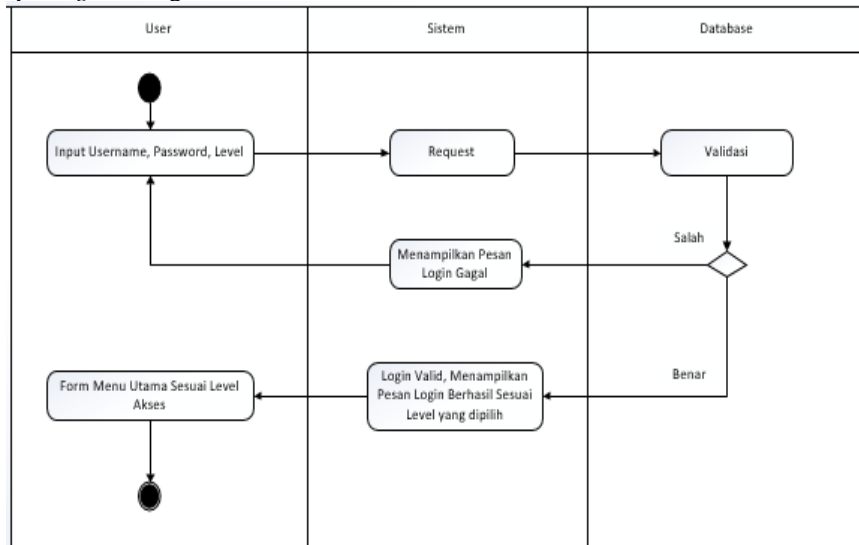 User
Sistem
Database
Input Username, Password, Level
Request
Validasi
Salah
Menampilkan Pesan
Login Gagal
Benar
Login Valid, Menampilkan
Pesan Login Berhasil Sesuai
Level yang dipilih
Form Menu Utama Sesuai Level
Akses